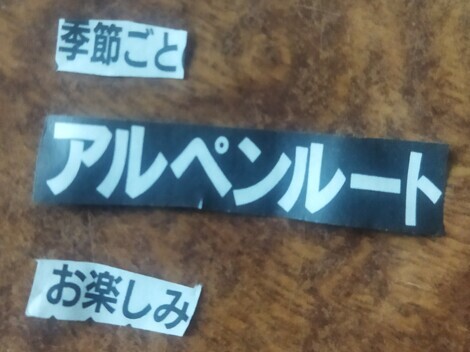 季節ごと
アルペンルート
お楽しみ